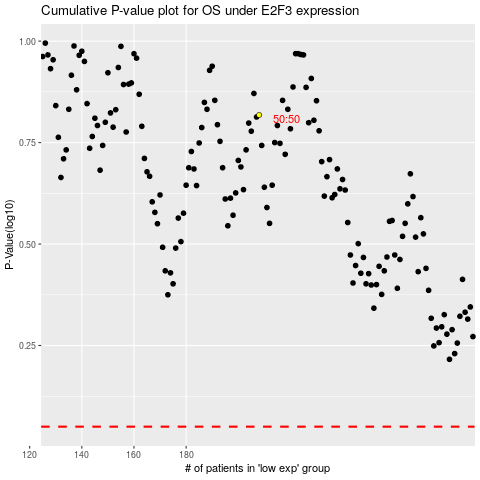 Cumulative P-value plot for OS under E2F3 expression
1.00
0.75
50:50
0.50
0.25
P-Value(log10)
120 140 160 180
# of patients in 'low exp' group